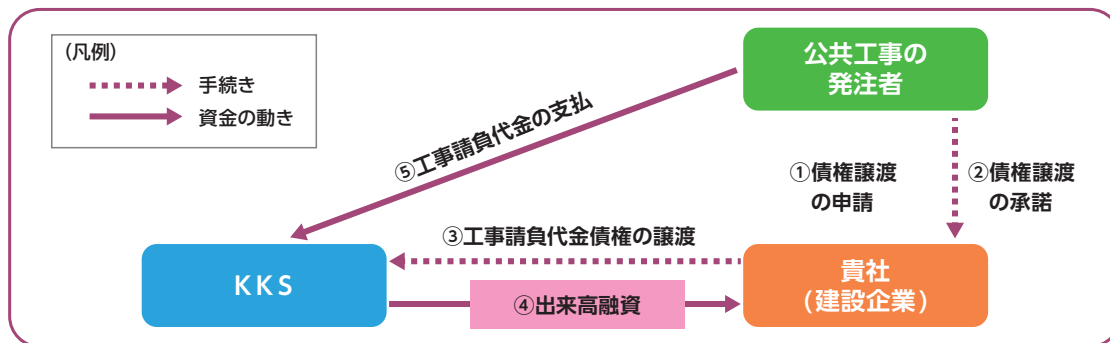 (凡例)
手続き
資金の動き
公共工事の
発注者
⑤工事請負代金の支払
①債権譲渡
の申請
②債権譲渡
の承諾
③工事請負代金債権の譲渡
KKS
④出来高融資
貴社
(建設企業)